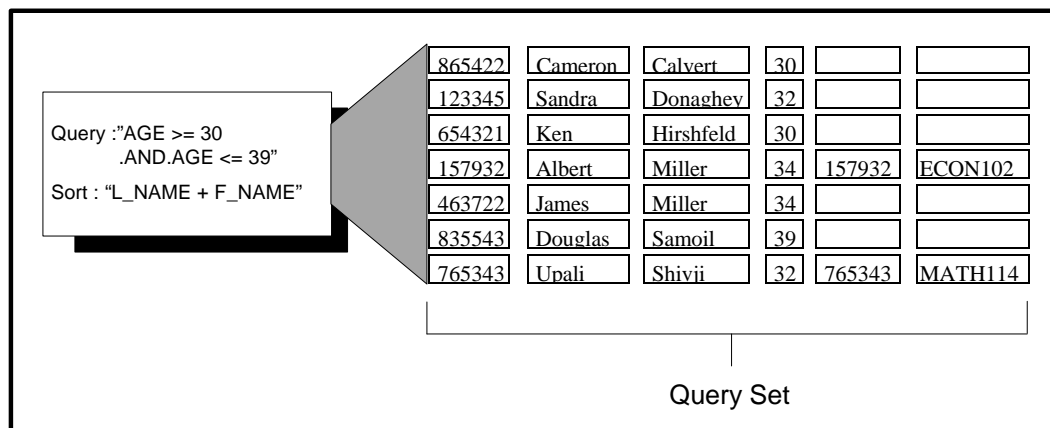 Query :”AGE >= 30
.AND.AGE <= 39”
Sort : “L_NAME + F_NAME”
865422 Cameron Calvert 30
123345 Sandra Donaghey 32
654321 Ken Hirshfeld 30
157932 Albert Miller 34 157932 ECON102
463722 James Miller 34
835543 Douglas Samoil 39
765343 Upali Shivji 32 765343 MATH114
Query Set